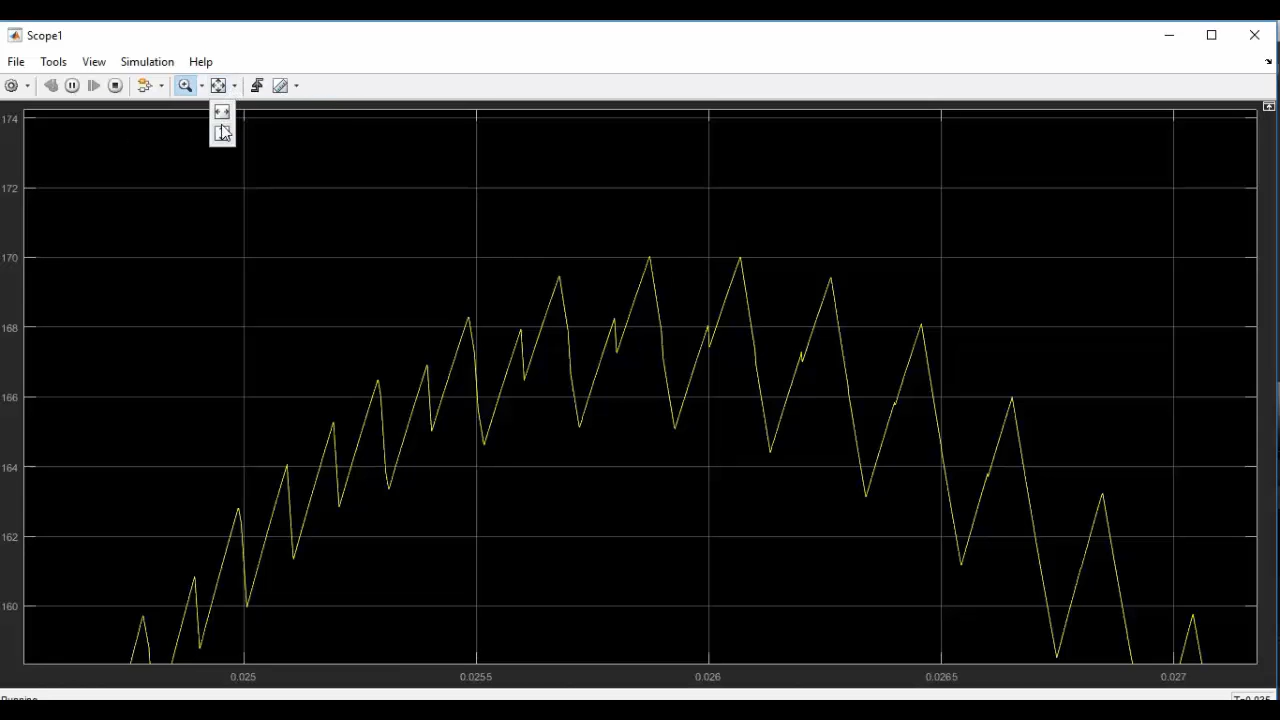 Scope1
File Tools View Simulation Help
174
172
170
168
166
164
162
160
0.025 0.0255 0.026 0.0265 0.027
Running